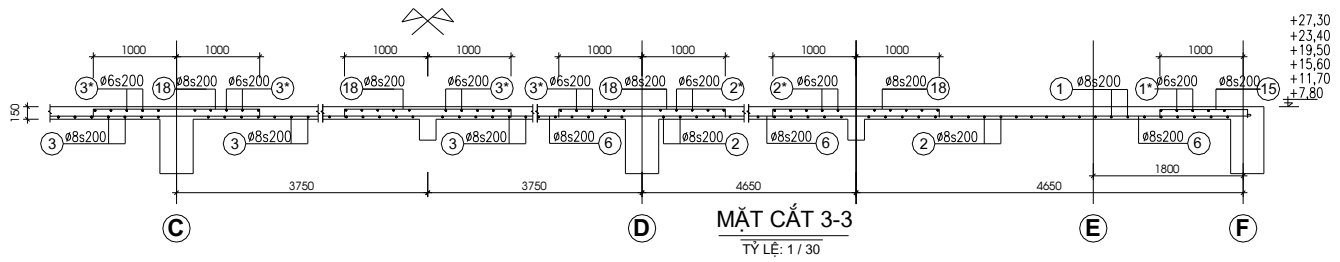 1000 1000 1000 1000 1000 1000 1000 1000 1000
+27,30
+23,40
+19,50
+15,60
+11,70
+7,80
3* ø6s200 18 ø8s200 ø6s200 3* 18 ø8s200 ø6s200 3* 3* ø6s200 18 ø8s200 ø6s200 2* 2* ø6s200 ø8s200 18 1 ø8s200 1* ø6s200 ø8s200 15
150
3 ø8s200 3 ø8s200 3 ø8s200 ø8s200 6 ø8s200 2 ø8s200 6 2 ø8s200 ø8s200 6
1800
3750 3750 4650 4650
C D E F
MẶT CẮT 3-3
TỶ LỆ: 1 / 30